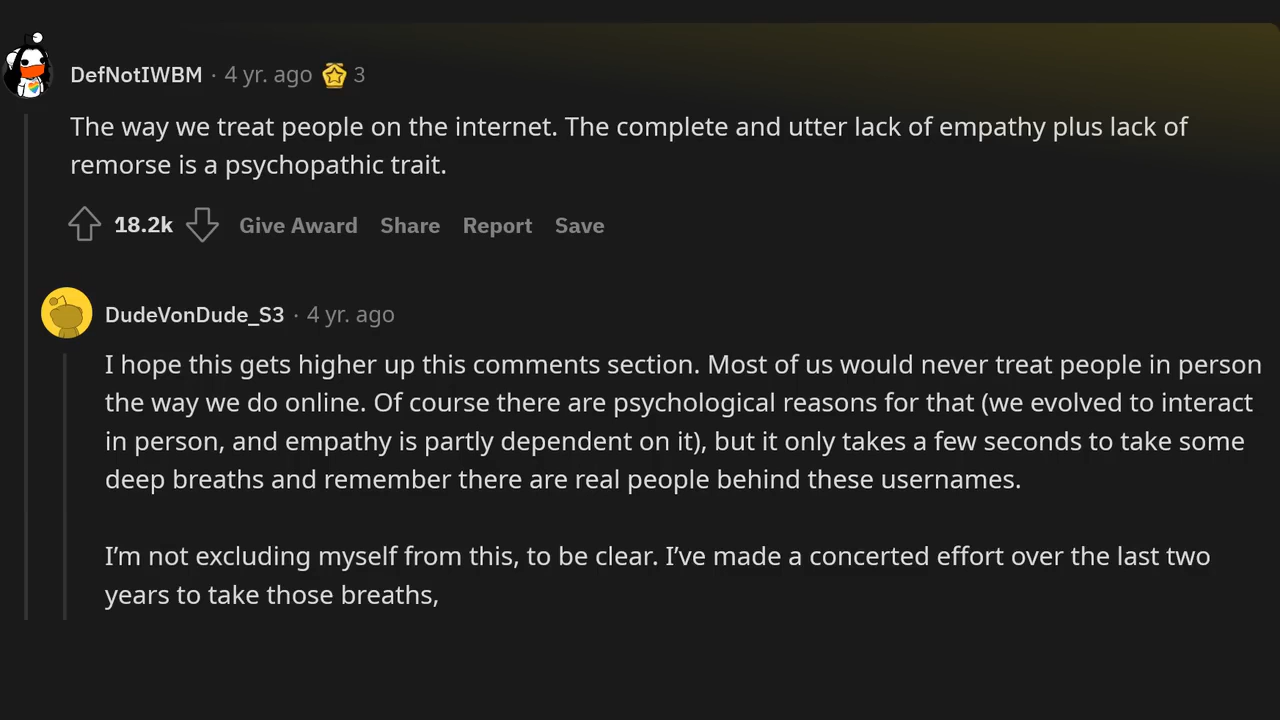 DefNotIWBM · 4 yr. ago 3
The way we treat people on the internet. The complete and utter lack of empathy plus lack of
remorse is a psychopathic trait.
18.2k Give Award Share Report Save
DudeVonDude_S3 · 4 yr. ago
I hope this gets higher up this comments section. Most of us would never treat people in person
the way we do online. Of course there are psychological reasons for that (we evolved to interact
in person, and empathy is partly dependent on it), but it only takes a few seconds to take some
deep breaths and remember there are real people behind these usernames.
I’m not excluding myself from this, to be clear. I’ve made a concerted effort over the last two
years to take those breaths,